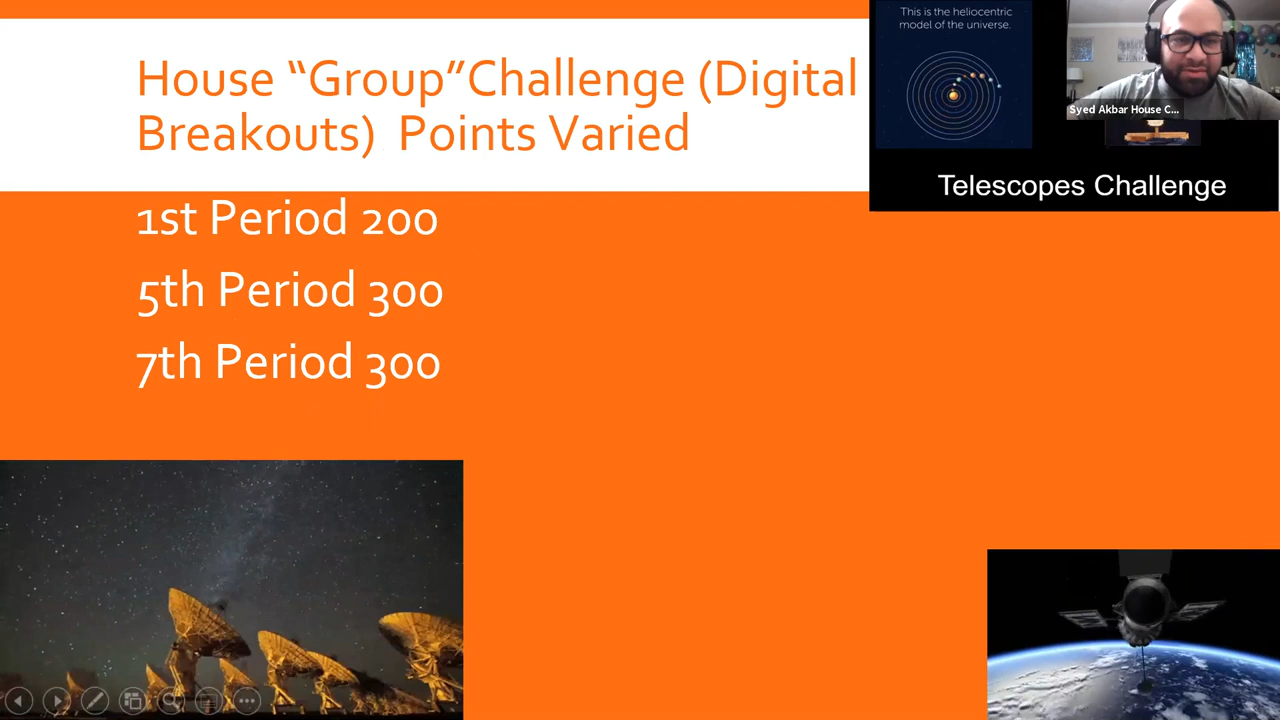 House “Group”Challenge (Digital
Breakouts) Points Varied
1st Period 200
5th Period 300
7th Period 300
This is the heliocentric
model of the universe.
Syed Akbar House C...
Telescopes Challenge